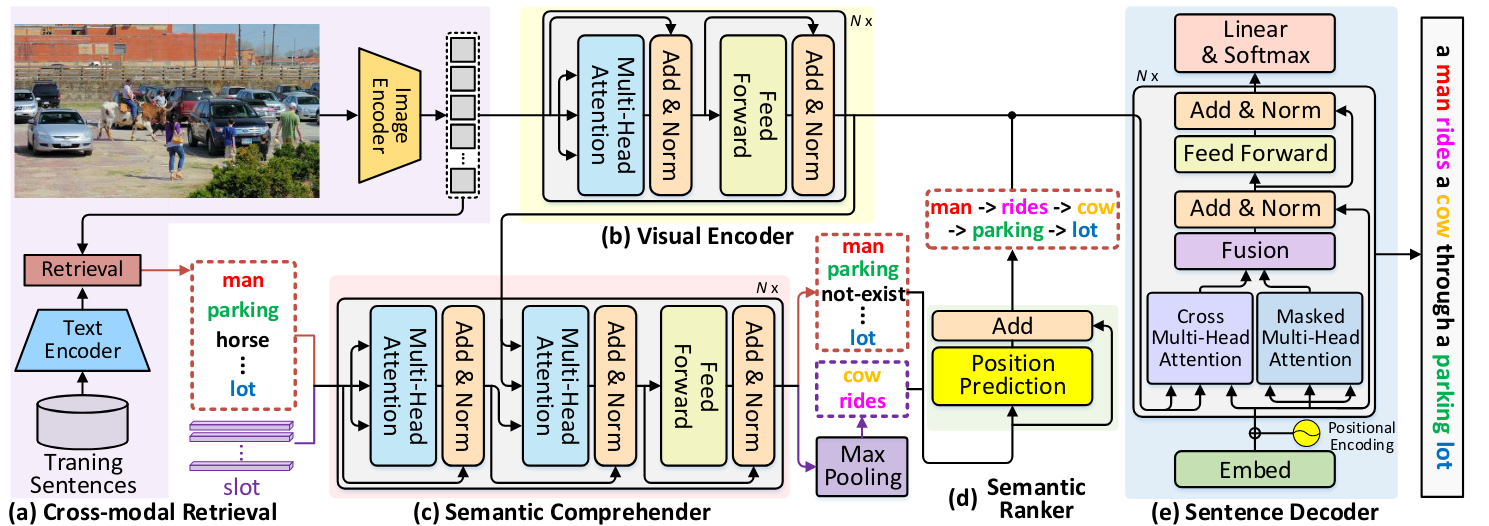 Image
Encoder
...
N x
Multi-Head
Attention
Add & Norm
Feed
Forward
Add & Norm
(b) Visual Encoder
Retrieval
Text
Encoder
Traning
Sentences
man
parking
horse
...
lot
...
slot
(a) Cross-modal Retrieval
N x
Multi-Head
Attention
Add & Norm
Multi-Head
Attention
Add & Norm
Feed
Forward
Add & Norm
(c) Semantic Comprehender
man
parking
not-exist
...
lot
cow
rides
Max
Pooling
man -> rides -> cow
-> parking -> lot
Add
Position
Prediction
(d) Semantic
Ranker
Linear
& Softmax
N x
Add & Norm
Feed Forward
Add & Norm
Fusion
Cross
Multi-Head
Attention
Masked
Multi-Head
Attention
Positional
Encoding
Embed
(e) Sentence Decoder
a man rides a cow through a parking lot